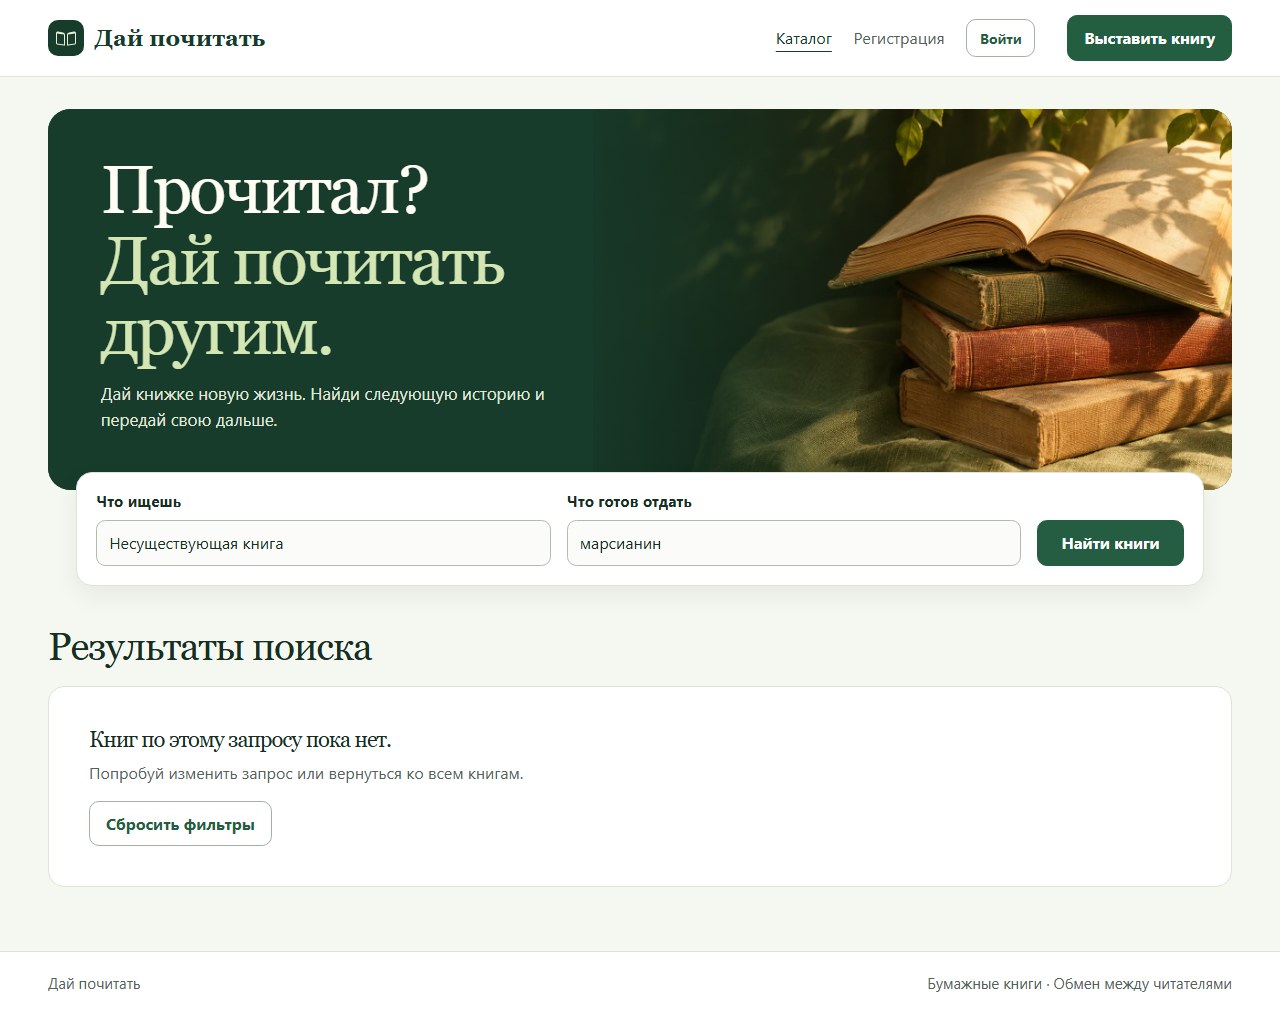 Дай почитать
Каталог
Регистрация
Войти
Выставить книгу
Прочитал?
Дай почитать
другим.
Дай книжке новую жизнь. Найди следующую историю и
передай свою дальше.
Что ищешь
Что готов отдать
Несуществующая книга
марсианин
Найти книги
Результаты поиска
Книг по этому запросу пока нет.
Попробуй изменить запрос или вернуться ко всем книгам.
Сбросить фильтры
Дай почитать
Бумажные книги · Обмен между читателями